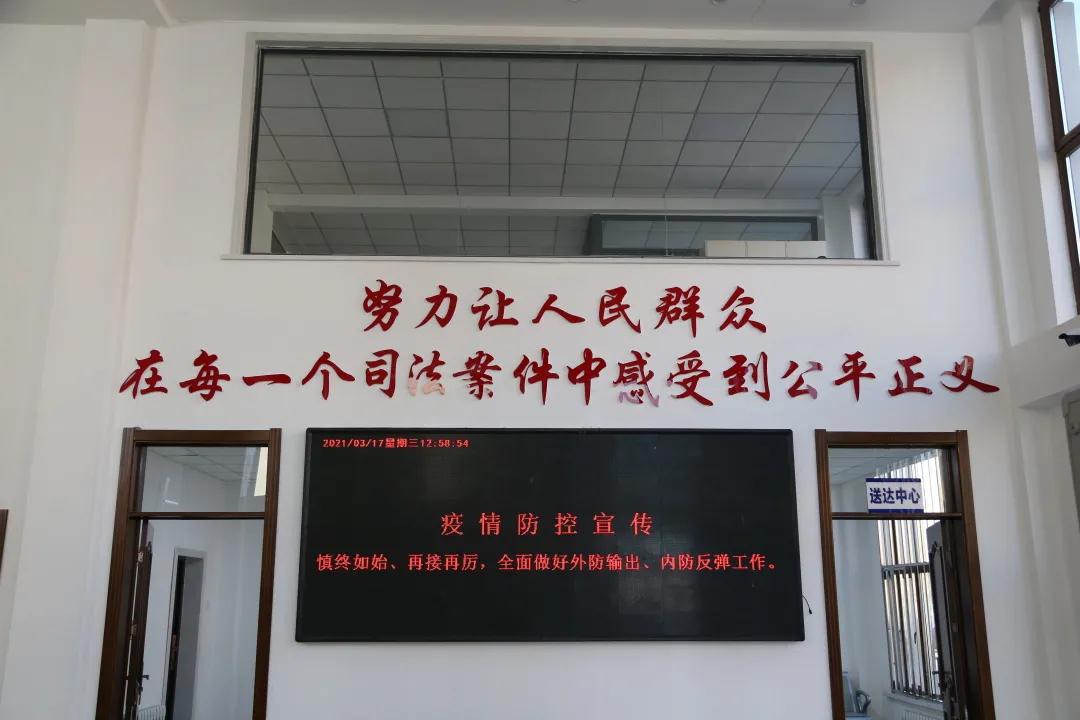 努力让人民群众
在每一个司法案件中感受到公平正义
2021/03/17星期三12:58:54
疫情防控宣传
慎终如始、再接再厉，全面做好外防输出、内防反弹工作。
送达中心